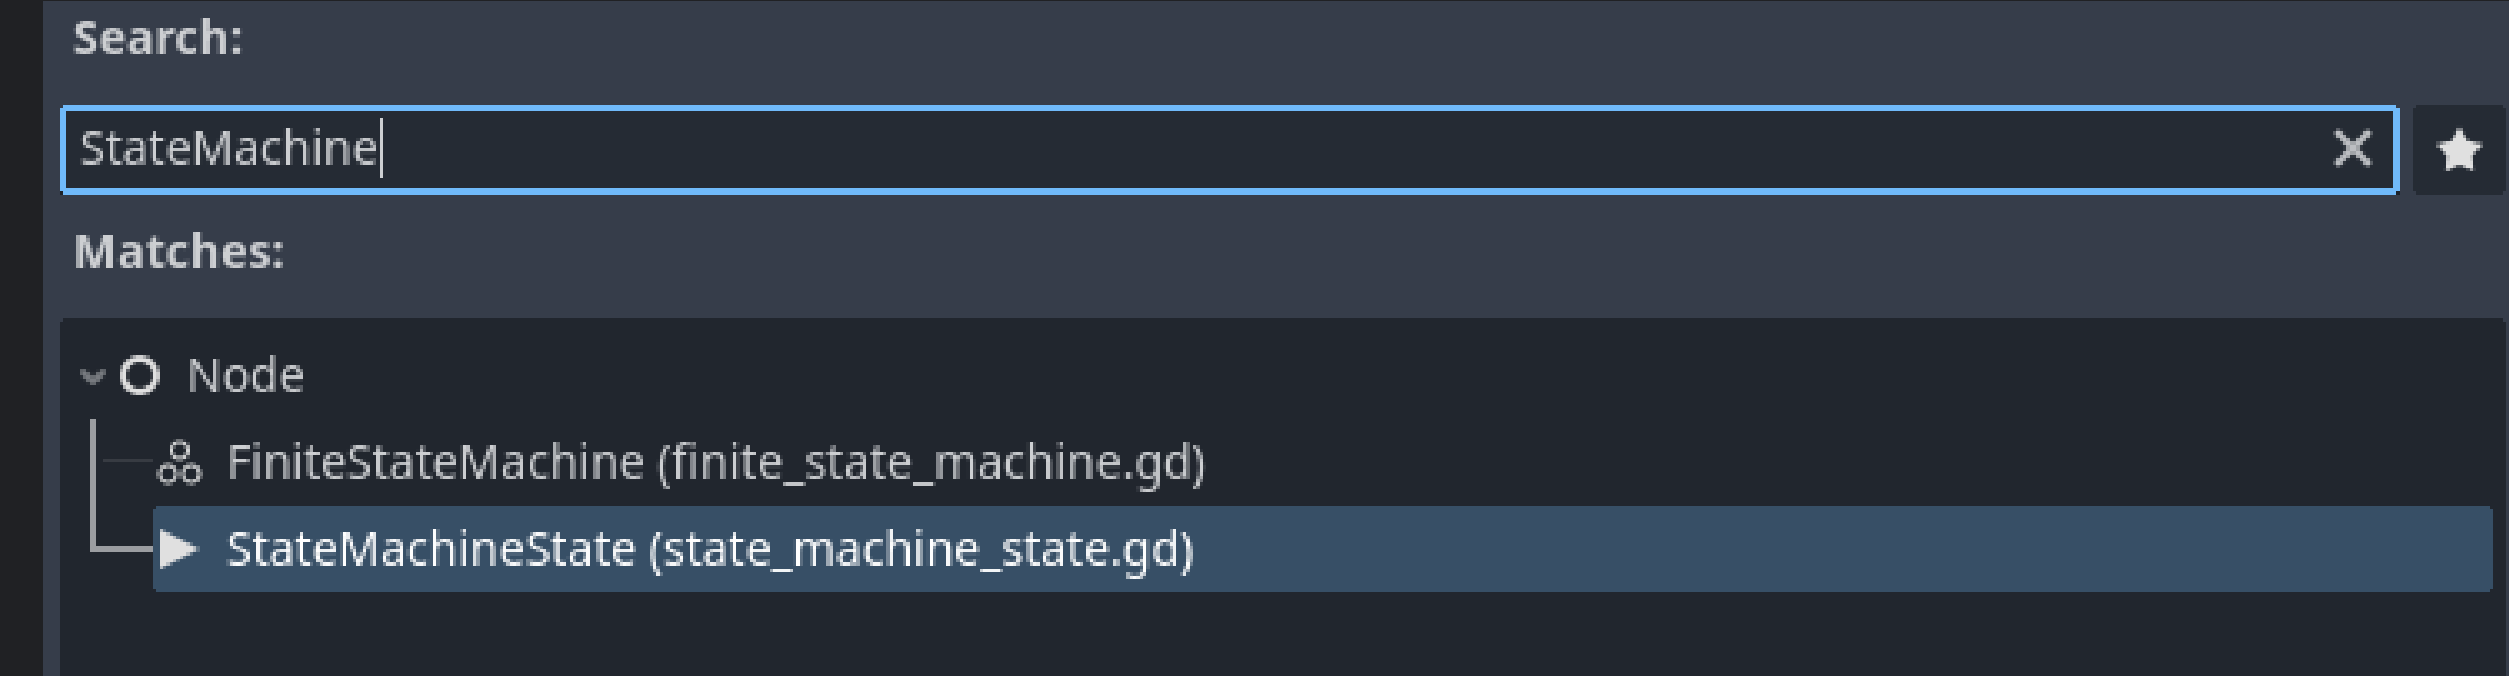 Search:
StateMachine
Matches:
Node
FiniteStateMachine (finite_state_machine.gd)
StateMachineState (state_machine_state.gd)